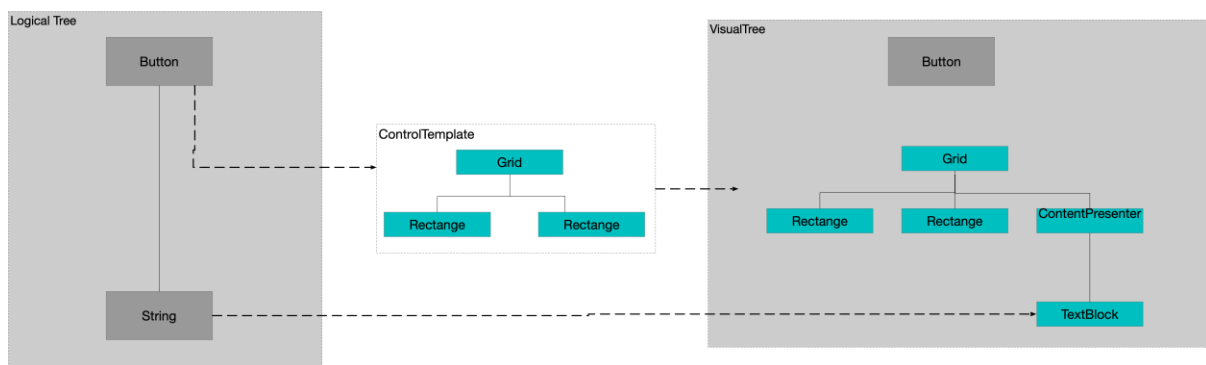 Logical Tree
Button
String
ControlTemplate
Grid
Rectange
Rectange
VisualTree
Button
Grid
Rectange
Rectange
ContentPresenter
TextBlock